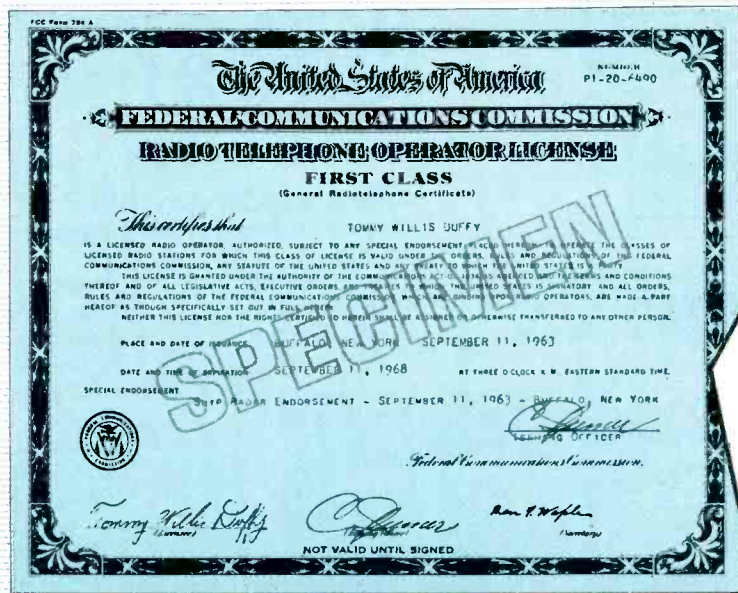 FCC Form 756 A
The United States of America
NUMBER
P1-20-6490
FEDERAL COMMUNICATIONS COMMISSION
RADIO TELEPHONE OPERATOR LICENSE
FIRST CLASS
(General Radiotelephone Certificate)
This certifies that TOMMY WILLIS DUFFY
IS A LICENSED RADIO OPERATOR, AUTHORIZED, SUBJECT TO ANY SPECIAL ENDORSEMENT PLACED HEREON, TO OPERATE THE CLASSES OF
LICENSED RADIO STATIONS FOR WHICH THIS CLASS OF LICENSE IS VALID UNDER THE ORDERS, RULES AND REGULATIONS OF THE FEDERAL
COMMUNICATIONS COMMISSION, ANY STATUTE OF THE UNITED STATES AND ANY TREATY TO WHICH THE UNITED STATES IS A PARTY
THIS LICENSE IS GRANTED UNDER THE AUTHORITY OF THE COMMUNICATIONS ACT OF 1934 AS AMENDED AND THE TERMS AND CONDITIONS
THEREOF AND OF ALL LEGISLATIVE ACTS, EXECUTIVE ORDERS, AND TREATIES TO WHICH THE UNITED STATES IS SIGNATORY AND ALL ORDERS,
RULES AND REGULATIONS OF THE FEDERAL COMMUNICATIONS COMMISSION, WHICH ARE BINDING UPON RADIO OPERATORS, ARE MADE A PART
HEREOF AS THOUGH SPECIFICALLY SET OUT IN FULL HEREIN
NEITHER THIS LICENSE NOR THE RIGHTS CERTIFIED TO HEREIN SHALL BE ASSIGNED OR OTHERWISE TRANSFERRED TO ANY OTHER PERSON.
SPECIMEN
PLACE AND DATE OF ISSUANCE BUFFALO, NEW YORK SEPTEMBER 11, 1963
DATE AND TIME OF EXPIRATION SEPTEMBER 11, 1968 AT THREE O'CLOCK A.M. EASTERN STANDARD TIME.
SPECIAL ENDORSEMENT
SHIP RADAR ENDORSEMENT - SEPTEMBER 11, 1963 - BUFFALO, NEW YORK
ISSUING OFFICER
Federal Communications Commission.
Tommy Willis Duffy
Ben F. Waple
(Secretary)
NOT VALID UNTIL SIGNED